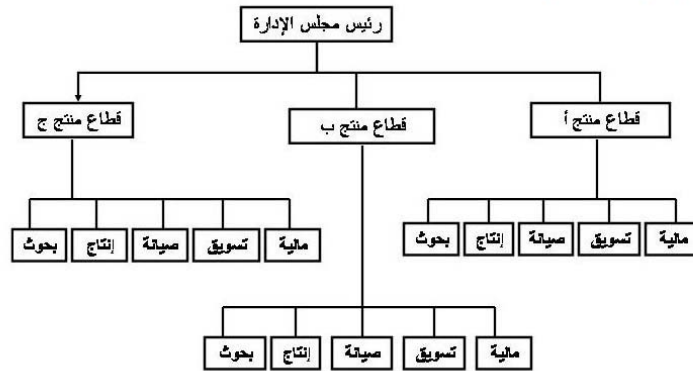 رئيس مجلس الإدارة
قطاع منتج أ
قطاع منتج ب
قطاع منتج ج
مالية
تسويق
صيانة
إنتاج
بحوث
مالية
تسويق
صيانة
إنتاج
بحوث
مالية
تسويق
صيانة
إنتاج
بحوث